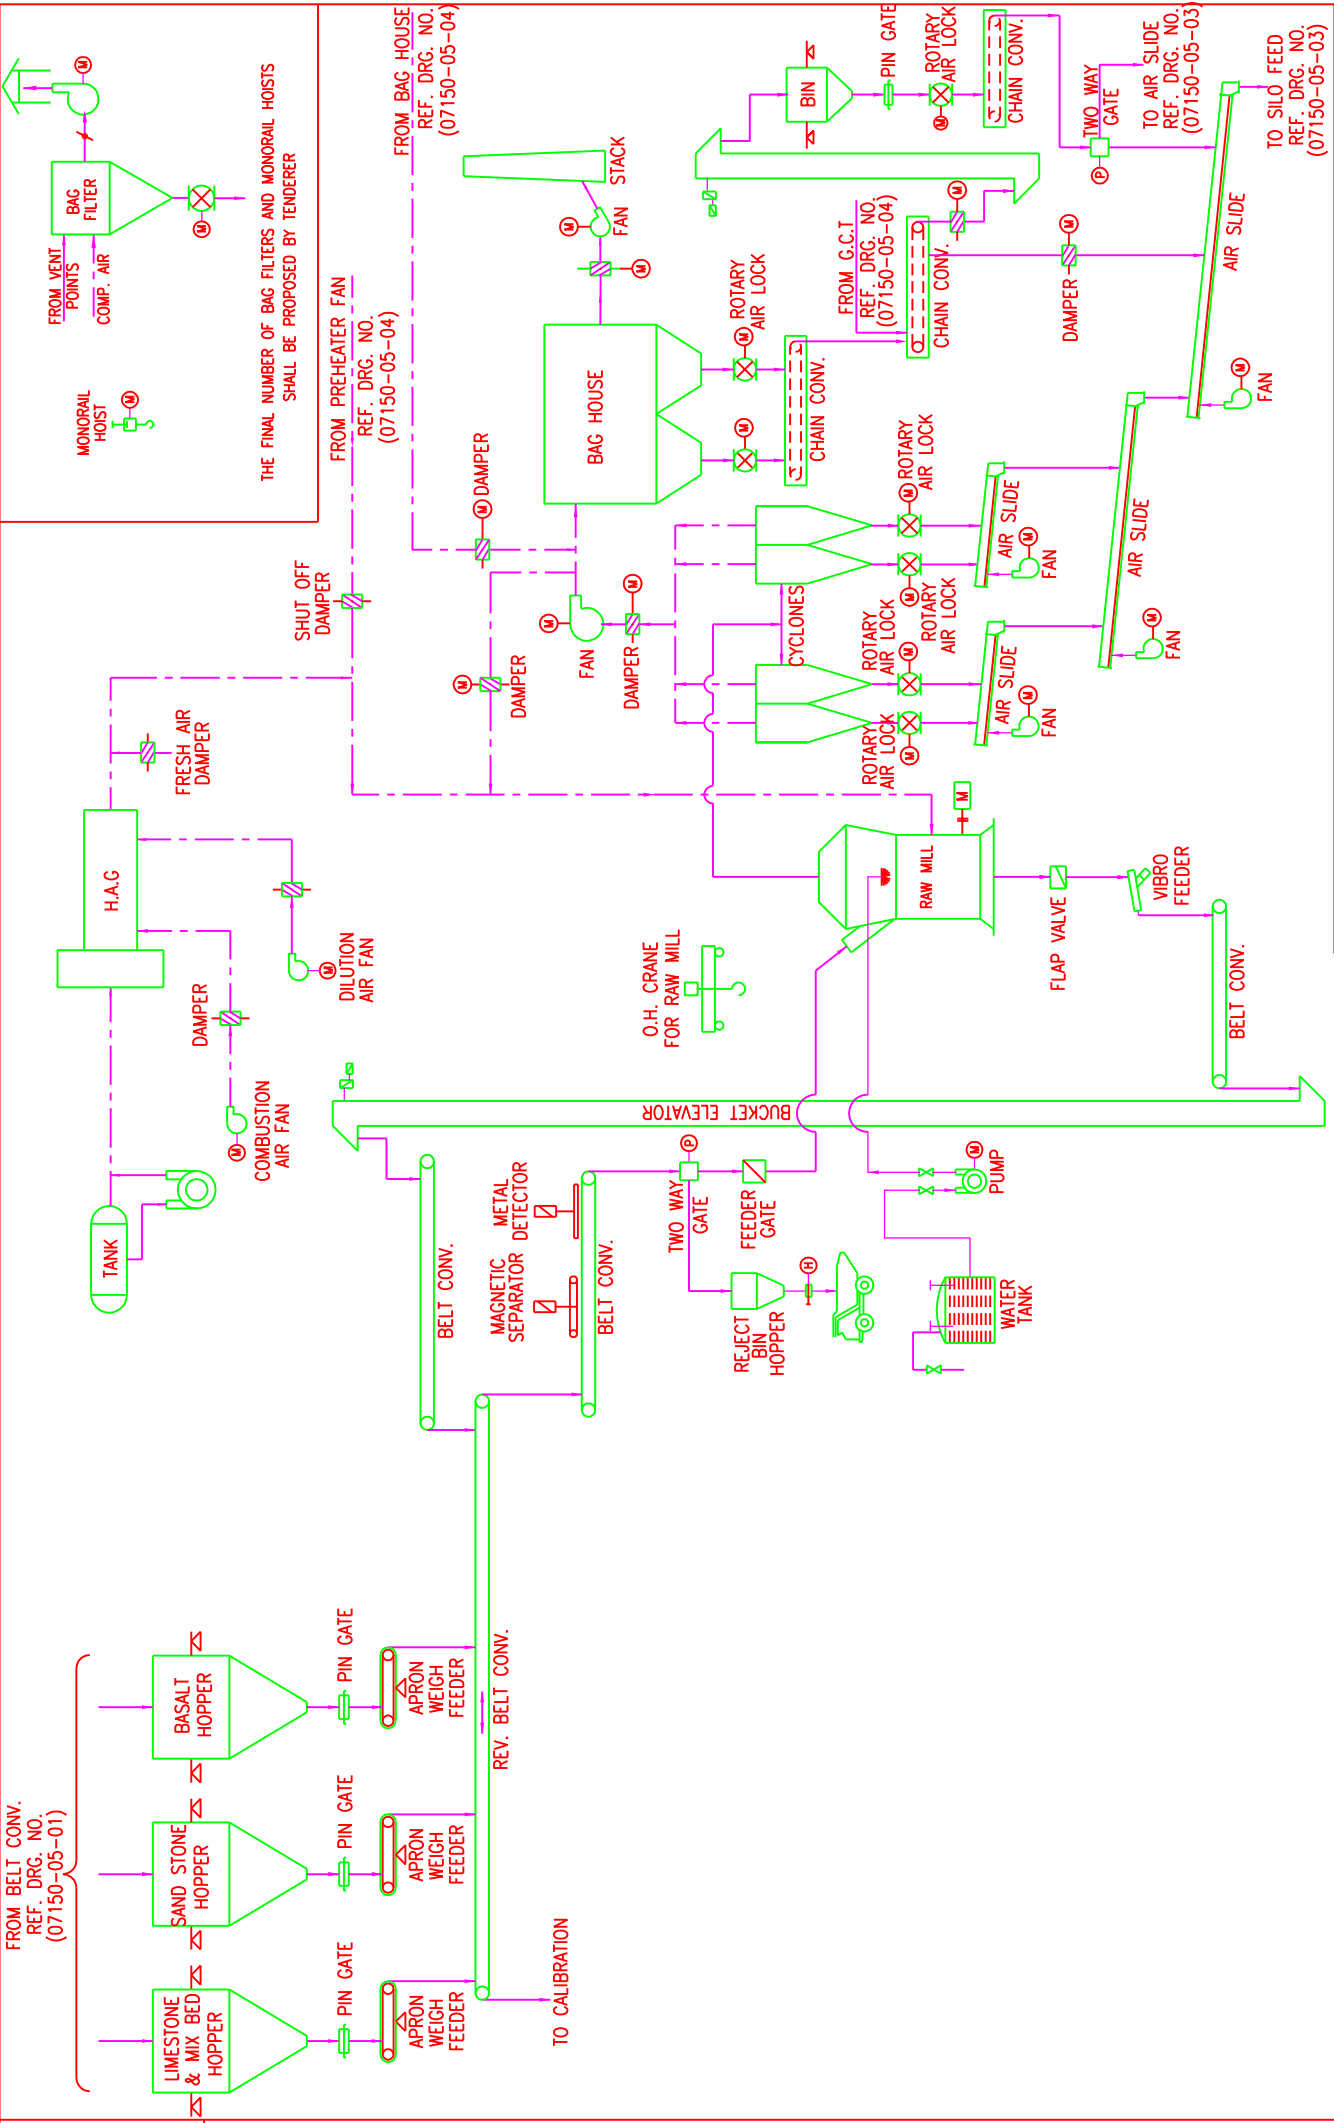 FROM BELT CONV.
REF. DRG. NO.
(07150-05-01)
LIMESTONE
& MIX BED
HOPPER
SAND STONE
HOPPER
BASALT
HOPPER
PIN GATE
PIN GATE
PIN GATE
APRON
WEIGH
FEEDER
APRON
WEIGH
FEEDER
APRON
WEIGH
FEEDER
REV. BELT CONV.
TO CALIBRATION
TANK
COMBUSTION
AIR FAN
M
DAMPER
H.A.G
DILUTION
AIR FAN
M
FRESH AIR
DAMPER
SHUT OFF
DAMPER
FROM PREHEATER FAN
REF. DRG. NO.
(07150-05-04)
FROM BAG HOUSE
REF. DRG. NO.
(07150-05-04)
MONORAIL
HOIST
M
FROM VENT
POINTS
COMP. AIR
BAG
FILTER
M
M
THE FINAL NUMBER OF BAG FILTERS AND MONORAIL HOISTS
SHALL BE PROPOSED BY TENDERER
BELT CONV.
BUCKET ELEVATOR
MAGNETIC
SEPARATOR
METAL
DETECTOR
BELT CONV.
TWO WAY
GATE
P
FEEDER
GATE
REJECT
BIN
HOPPER
H
WATER
TANK
PUMP
M
O.H. CRANE
FOR RAW MILL
RAW MILL
M
FLAP VALVE
VIBRO
FEEDER
BELT CONV.
M
DAMPER
M
DAMPER
M
FAN
M
DAMPER
CYCLONES
ROTARY
AIR LOCK
M
ROTARY
AIR LOCK
M
ROTARY
AIR LOCK
M
ROTARY
AIR LOCK
M
AIR SLIDE
M
FAN
AIR SLIDE
M
FAN
AIR SLIDE
M
FAN
AIR SLIDE
M
FAN
BAG HOUSE
M
M
ROTARY
AIR LOCK
CHAIN CONV.
M
M
FAN
STACK
FROM G.C.T
REF. DRG. NO.
(07150-05-04)
CHAIN CONV.
M
M
DAMPER
BIN
PIN GATE
ROTARY
AIR LOCK
M
CHAIN CONV.
TWO WAY
GATE
P
TO AIR SLIDE
REF. DRG. NO.
(07150-05-03)
TO SILO FEED
REF. DRG. NO.
(07150-05-03)